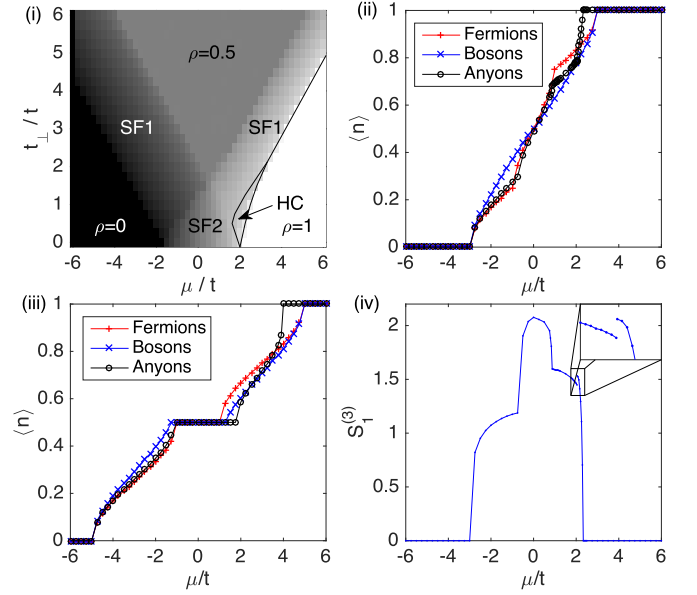 (i)
6
5
4
3
2
1
0
t⊥ / t
ρ=0.5
SF1
SF1
HC
ρ=0
SF2
ρ=1
-6 -4 -2 0 2 4 6
μ / t
(ii)
1
0.8
0.6
0.4
0.2
0
⟨n⟩
Fermions
Bosons
Anyons
-6 -4 -2 0 2 4 6
μ/t
(iii)
1
0.8
0.6
0.4
0.2
0
⟨n⟩
Fermions
Bosons
Anyons
-6 -4 -2 0 2 4 6
μ/t
(iv)
2
1.5
1
0.5
0
S₁⁽³⁾
-6 -4 -2 0 2 4 6
μ/t